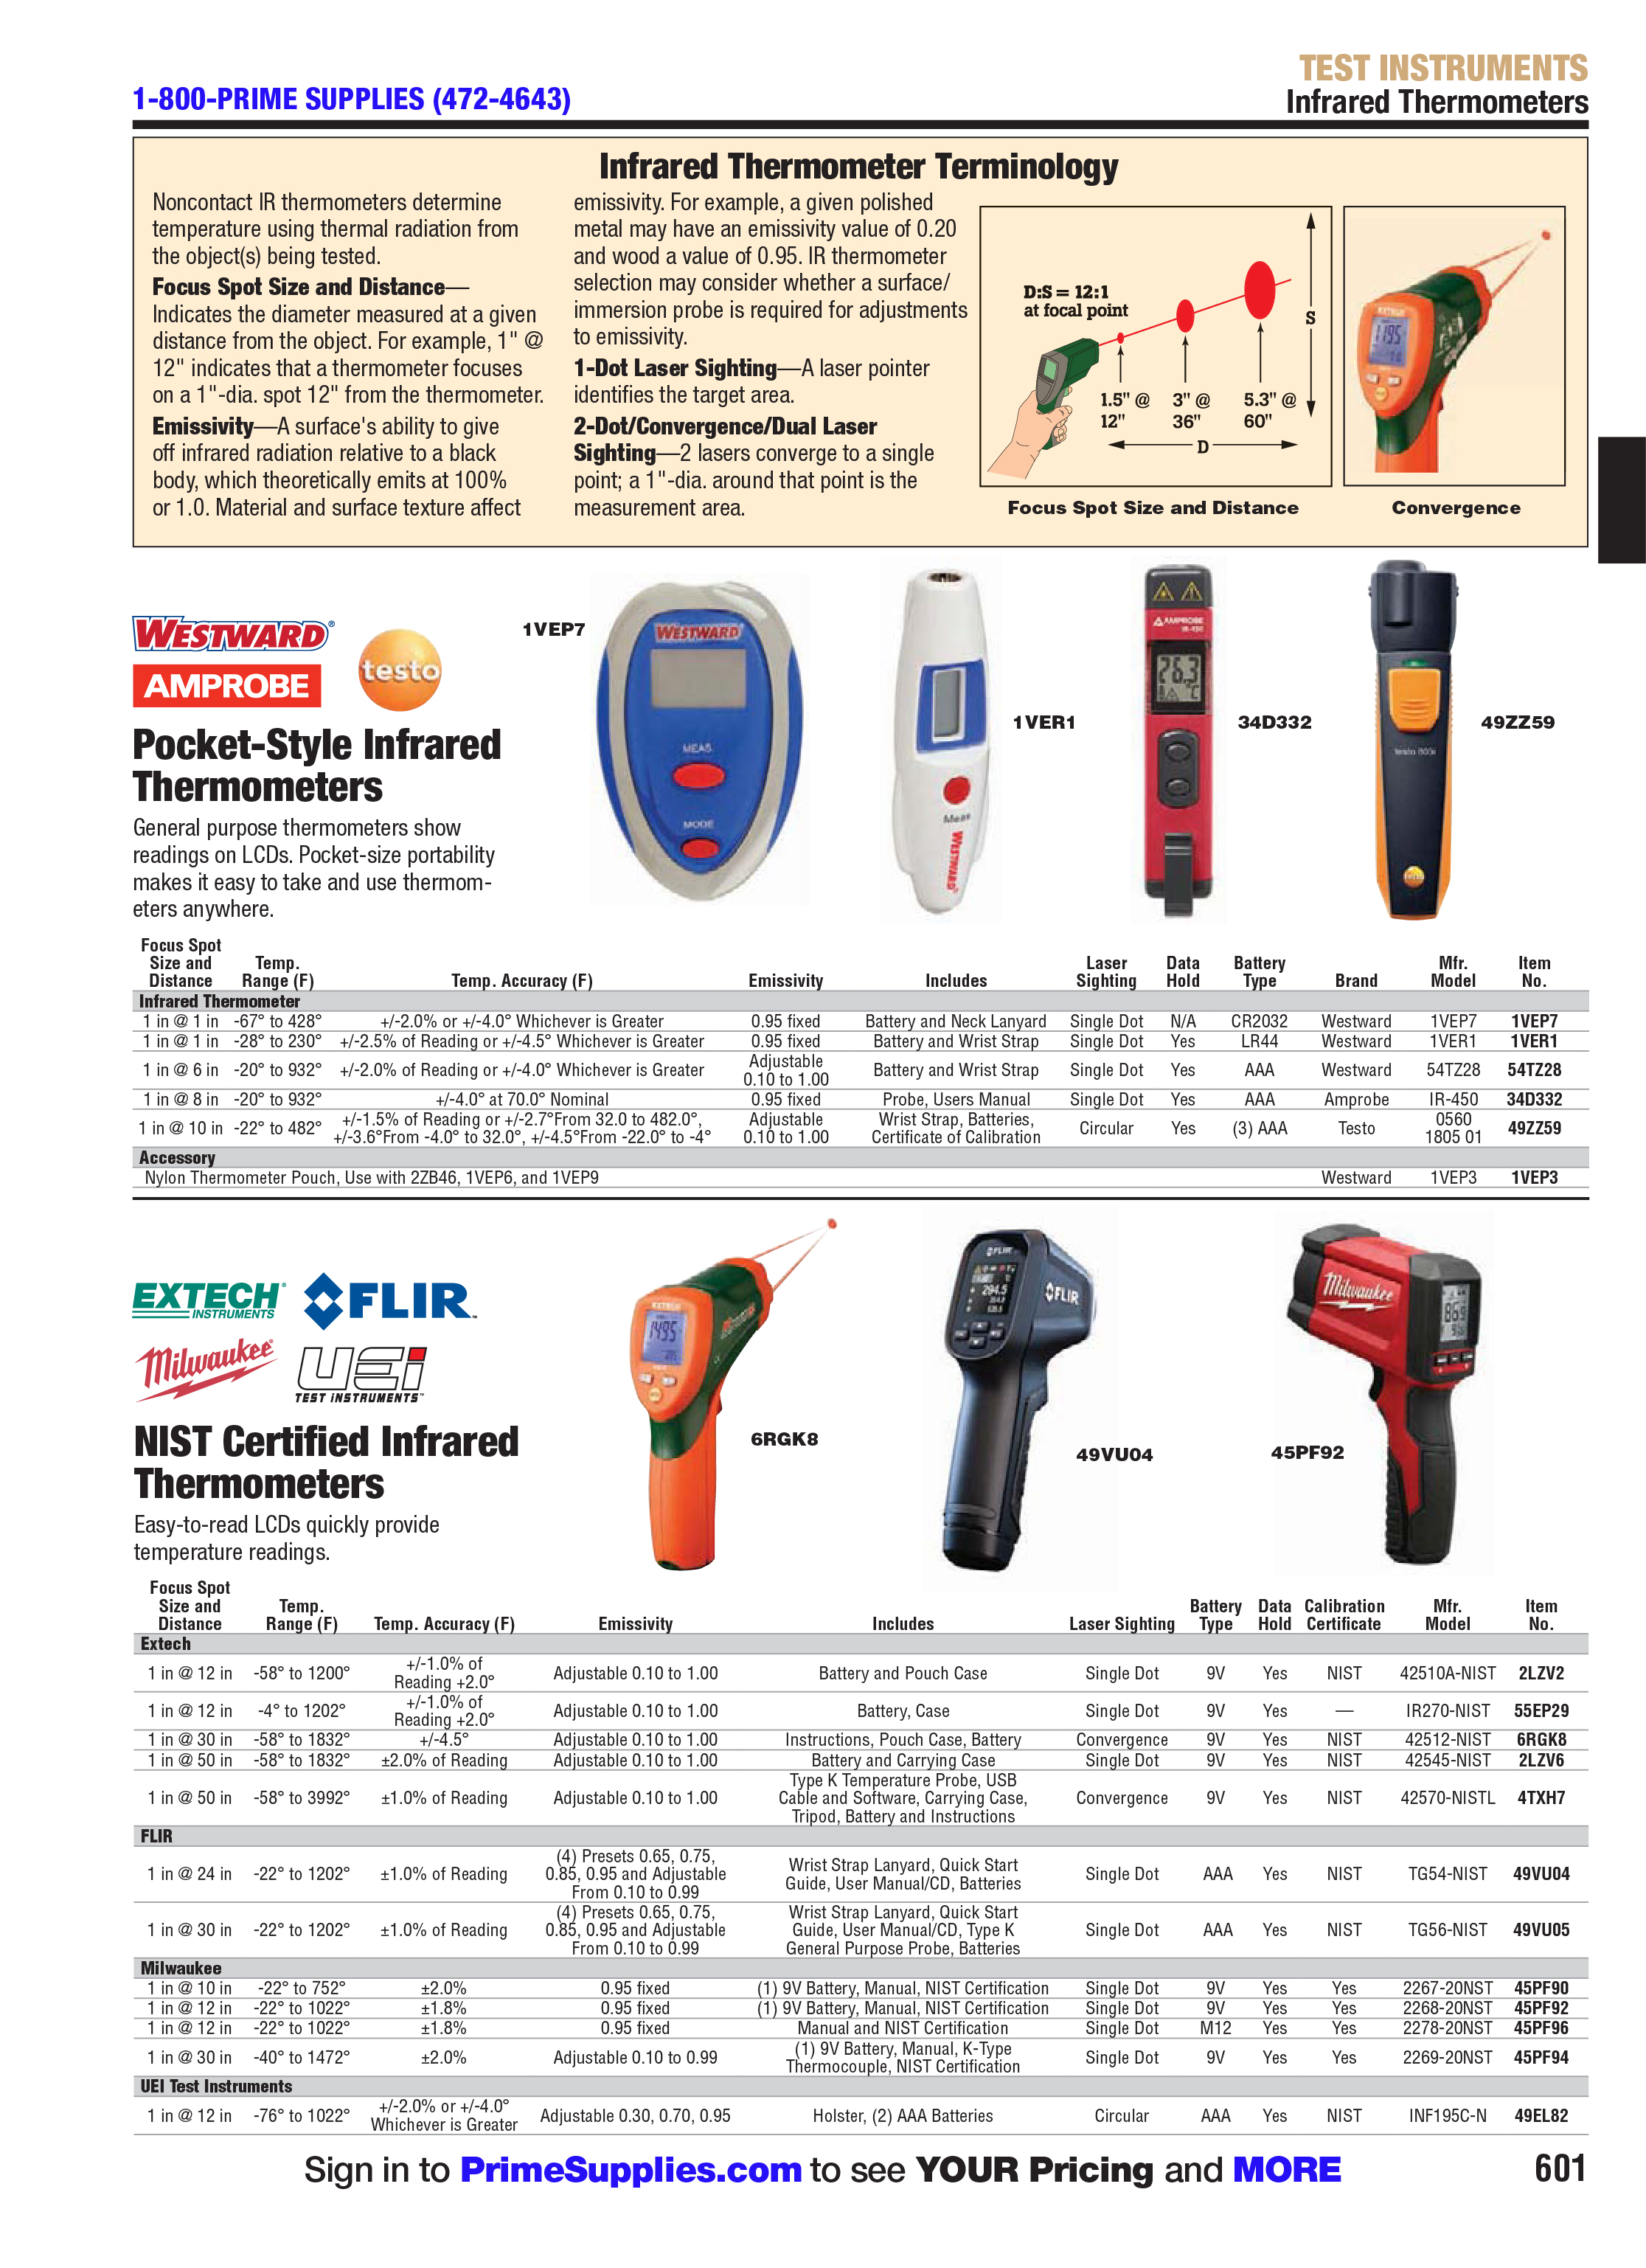 TEST INSTRUMENTS
1-800-PRIME SUPPLIES (472-4643)
Infrared Thermometers
Infrared Thermometer Terminology
Noncontact IR thermometers determine
temperature using thermal radiation from
the object(s) being tested.
Focus Spot Size and Distance—
Indicates the diameter measured at a given
distance from the object. For example, 1" @
12" indicates that a thermometer focuses
on a 1"-dia. spot 12" from the thermometer.
Emissivity—A surface's ability to give
off infrared radiation relative to a black
body, which theoretically emits at 100%
or 1.0. Material and surface texture affect
emissivity. For example, a given polished
metal may have an emissivity value of 0.20
and wood a value of 0.95. IR thermometer
selection may consider whether a surface/
immersion probe is required for adjustments
to emissivity.
1-Dot Laser Sighting—A laser pointer
identifies the target area.
2-Dot/Convergence/Dual Laser
Sighting—2 lasers converge to a single
point; a 1"-dia. around that point is the
measurement area.
D:S = 12:1
at focal point
S
1.5" @ 3" @ 5.3" @
12" 36" 60"
D
Focus Spot Size and Distance
EXTECH
1195
Convergence
WESTWARD®
AMPROBE
testo
1VEP7
WESTWARD
MEAS
MODE
Meas
WESTWARD
1VER1
AMPROBE
IR-450
26.3
°C
34D332
testo 805i
testo
49ZZ59
Pocket-Style Infrared
Thermometers
General purpose thermometers show
readings on LCDs. Pocket-size portability
makes it easy to take and use thermom-
eters anywhere.
Focus Spot
Size and Temp. Laser Data Battery Mfr. Item
Distance Range (F) Temp. Accuracy (F) Emissivity Includes Sighting Hold Type Brand Model No.
Infrared Thermometer
1 in @ 1 in -67° to 428° +/-2.0% or +/-4.0° Whichever is Greater 0.95 fixed Battery and Neck Lanyard Single Dot N/A CR2032 Westward 1VEP7 1VEP7
1 in @ 1 in -28° to 230° +/-2.5% of Reading or +/-4.5° Whichever is Greater 0.95 fixed Battery and Wrist Strap Single Dot Yes LR44 Westward 1VER1 1VER1
Adjustable
1 in @ 6 in -20° to 932° +/-2.0% of Reading or +/-4.0° Whichever is Greater 0.10 to 1.00 Battery and Wrist Strap Single Dot Yes AAA Westward 54TZ28 54TZ28
1 in @ 8 in -20° to 932° +/-4.0° at 70.0° Nominal 0.95 fixed Probe, Users Manual Single Dot Yes AAA Amprobe IR-450 34D332
+/-1.5% of Reading or +/-2.7°From 32.0 to 482.0°, Adjustable Wrist Strap, Batteries, 0560
1 in @ 10 in -22° to 482° +/-3.6°From -4.0° to 32.0°, +/-4.5°From -22.0° to -4° 0.10 to 1.00 Certificate of Calibration Circular Yes (3) AAA Testo 1805 01 49ZZ59
Accessory
Nylon Thermometer Pouch, Use with 2ZB46, 1VEP6, and 1VEP9 Westward 1VEP3 1VEP3
EXTECH® INSTRUMENTS
FLIR™
Milwaukee®
UEi TEST INSTRUMENTS™
EXTECH
1495
6RGK8
FLIR
294.5
FLIR
49VU04
Milwaukee
86.9
45PF92
NIST Certified Infrared
Thermometers
Easy-to-read LCDs quickly provide
temperature readings.
Focus Spot
Size and Temp. Battery Data Calibration Mfr. Item
Distance Range (F) Temp. Accuracy (F) Emissivity Includes Laser Sighting Type Hold Certificate Model No.
Extech
+/-1.0% of
1 in @ 12 in -58° to 1200° Reading +2.0° Adjustable 0.10 to 1.00 Battery and Pouch Case Single Dot 9V Yes NIST 42510A-NIST 2LZV2
+/-1.0% of
1 in @ 12 in -4° to 1202° Reading +2.0° Adjustable 0.10 to 1.00 Battery, Case Single Dot 9V Yes — IR270-NIST 55EP29
1 in @ 30 in -58° to 1832° +/-4.5° Adjustable 0.10 to 1.00 Instructions, Pouch Case, Battery Convergence 9V Yes NIST 42512-NIST 6RGK8
1 in @ 50 in -58° to 1832° ±2.0% of Reading Adjustable 0.10 to 1.00 Battery and Carrying Case Single Dot 9V Yes NIST 42545-NIST 2LZV6
Type K Temperature Probe, USB
1 in @ 50 in -58° to 3992° ±1.0% of Reading Adjustable 0.10 to 1.00 Cable and Software, Carrying Case, Convergence 9V Yes NIST 42570-NISTL 4TXH7
Tripod, Battery and Instructions
FLIR
(4) Presets 0.65, 0.75, Wrist Strap Lanyard, Quick Start
1 in @ 24 in -22° to 1202° ±1.0% of Reading 0.85, 0.95 and Adjustable Guide, User Manual/CD, Batteries Single Dot AAA Yes NIST TG54-NIST 49VU04
From 0.10 to 0.99
(4) Presets 0.65, 0.75, Wrist Strap Lanyard, Quick Start
1 in @ 30 in -22° to 1202° ±1.0% of Reading 0.85, 0.95 and Adjustable Guide, User Manual/CD, Type K Single Dot AAA Yes NIST TG56-NIST 49VU05
From 0.10 to 0.99 General Purpose Probe, Batteries
Milwaukee
1 in @ 10 in -22° to 752° ±2.0% 0.95 fixed (1) 9V Battery, Manual, NIST Certification Single Dot 9V Yes Yes 2267-20NST 45PF90
1 in @ 12 in -22° to 1022° ±1.8% 0.95 fixed (1) 9V Battery, Manual, NIST Certification Single Dot 9V Yes Yes 2268-20NST 45PF92
1 in @ 12 in -22° to 1022° ±1.8% 0.95 fixed Manual and NIST Certification Single Dot M12 Yes Yes 2278-20NST 45PF96
(1) 9V Battery, Manual, K-Type
1 in @ 30 in -40° to 1472° ±2.0% Adjustable 0.10 to 0.99 Thermocouple, NIST Certification Single Dot 9V Yes Yes 2269-20NST 45PF94
UEI Test Instruments
+/-2.0% or +/-4.0°
1 in @ 12 in -76° to 1022° Whichever is Greater Adjustable 0.30, 0.70, 0.95 Holster, (2) AAA Batteries Circular AAA Yes NIST INF195C-N 49EL82
Sign in to PrimeSupplies.com to see YOUR Pricing and MORE
601